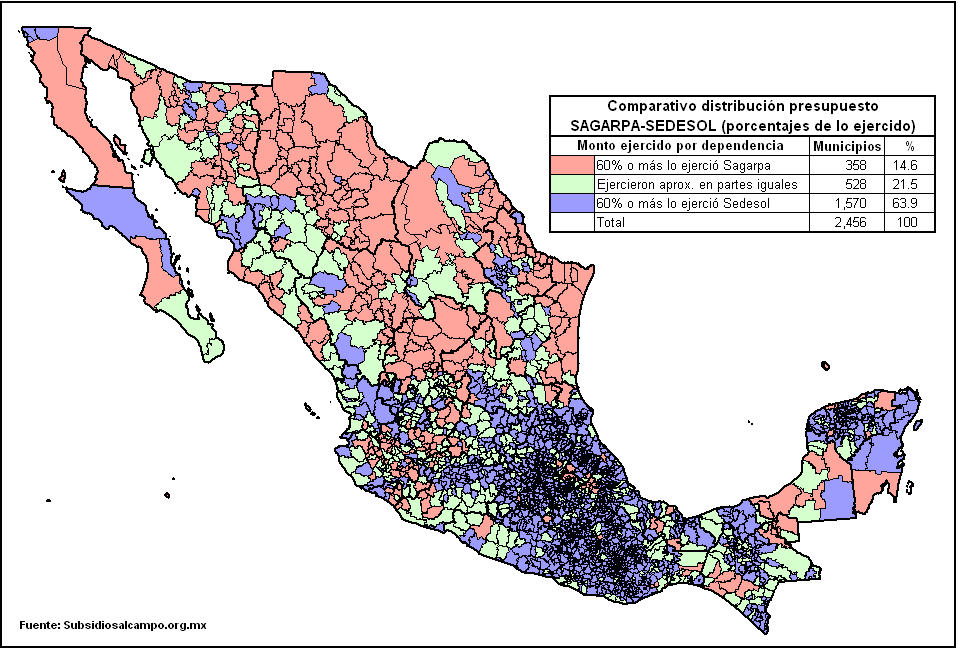 Comparativo distribución presupuesto
SAGARPA-SEDESOL (porcentajes de lo ejercido)
Monto ejercido por dependencia Municipios %
60% o más lo ejerció Sagarpa 358 14.6
Ejercieron aprox. en partes iguales 528 21.5
60% o más lo ejerció Sedesol 1,570 63.9
Total 2,456 100
Fuente: Subsidiosalcampo.org.mx